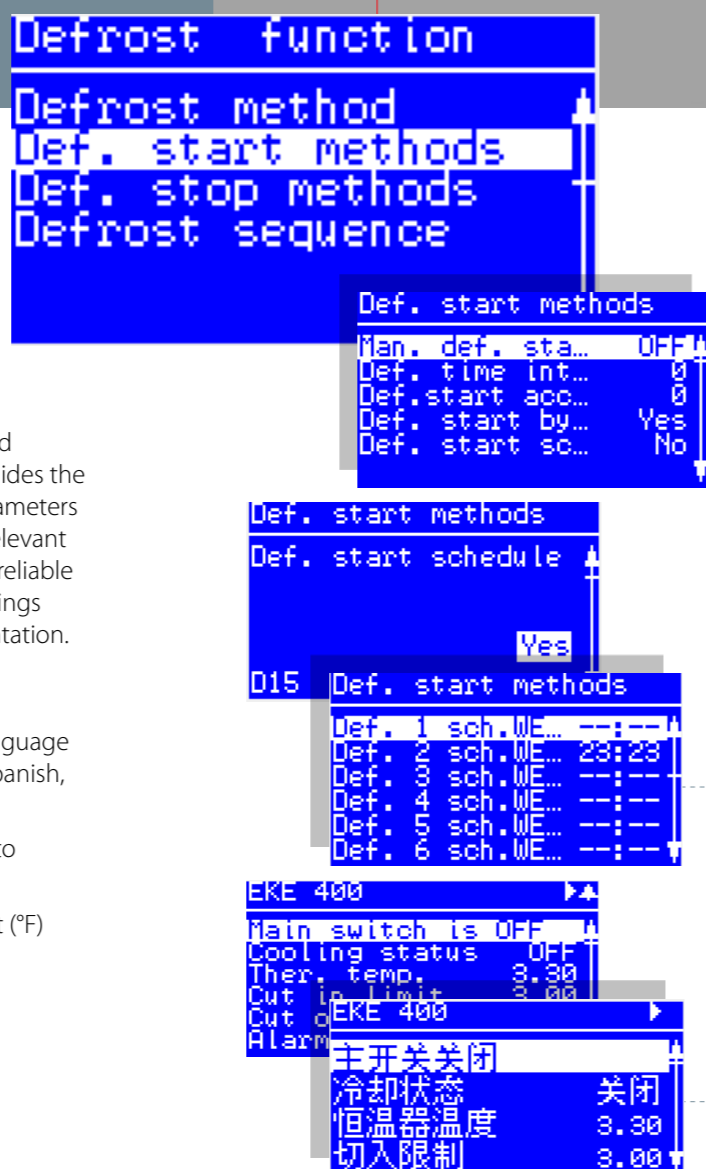 Defrost function
Defrost method
Def. start methods
Def. stop methods
Defrost sequence
Def. start methods
Man. def. sta... OFF
Def. time int... 0
Def.start acc... 0
Def. start by... Yes
Def. start sc... No
ides the
ameters
elevant
reliable
ings
tation.
Def. start methods
Def. start schedule
Yes
D15
Def. start methods
Def. 1 sch.WE... --:--
Def. 2 sch.WE... 23:23
Def. 3 sch.WE... --:--
Def. 4 sch.WE... --:--
Def. 5 sch.WE... --:--
Def. 6 sch.WE... --:--
guage
panish,
to
t (°F)
EKE 400
Main switch is OFF
Cooling status OFF
Ther. temp. 3.30
Cut in limit 3.00
Cut o
Alarm
EKE 400
主开关关闭
冷却状态 关闭
恒温器温度 3.30
切入限制 3.00